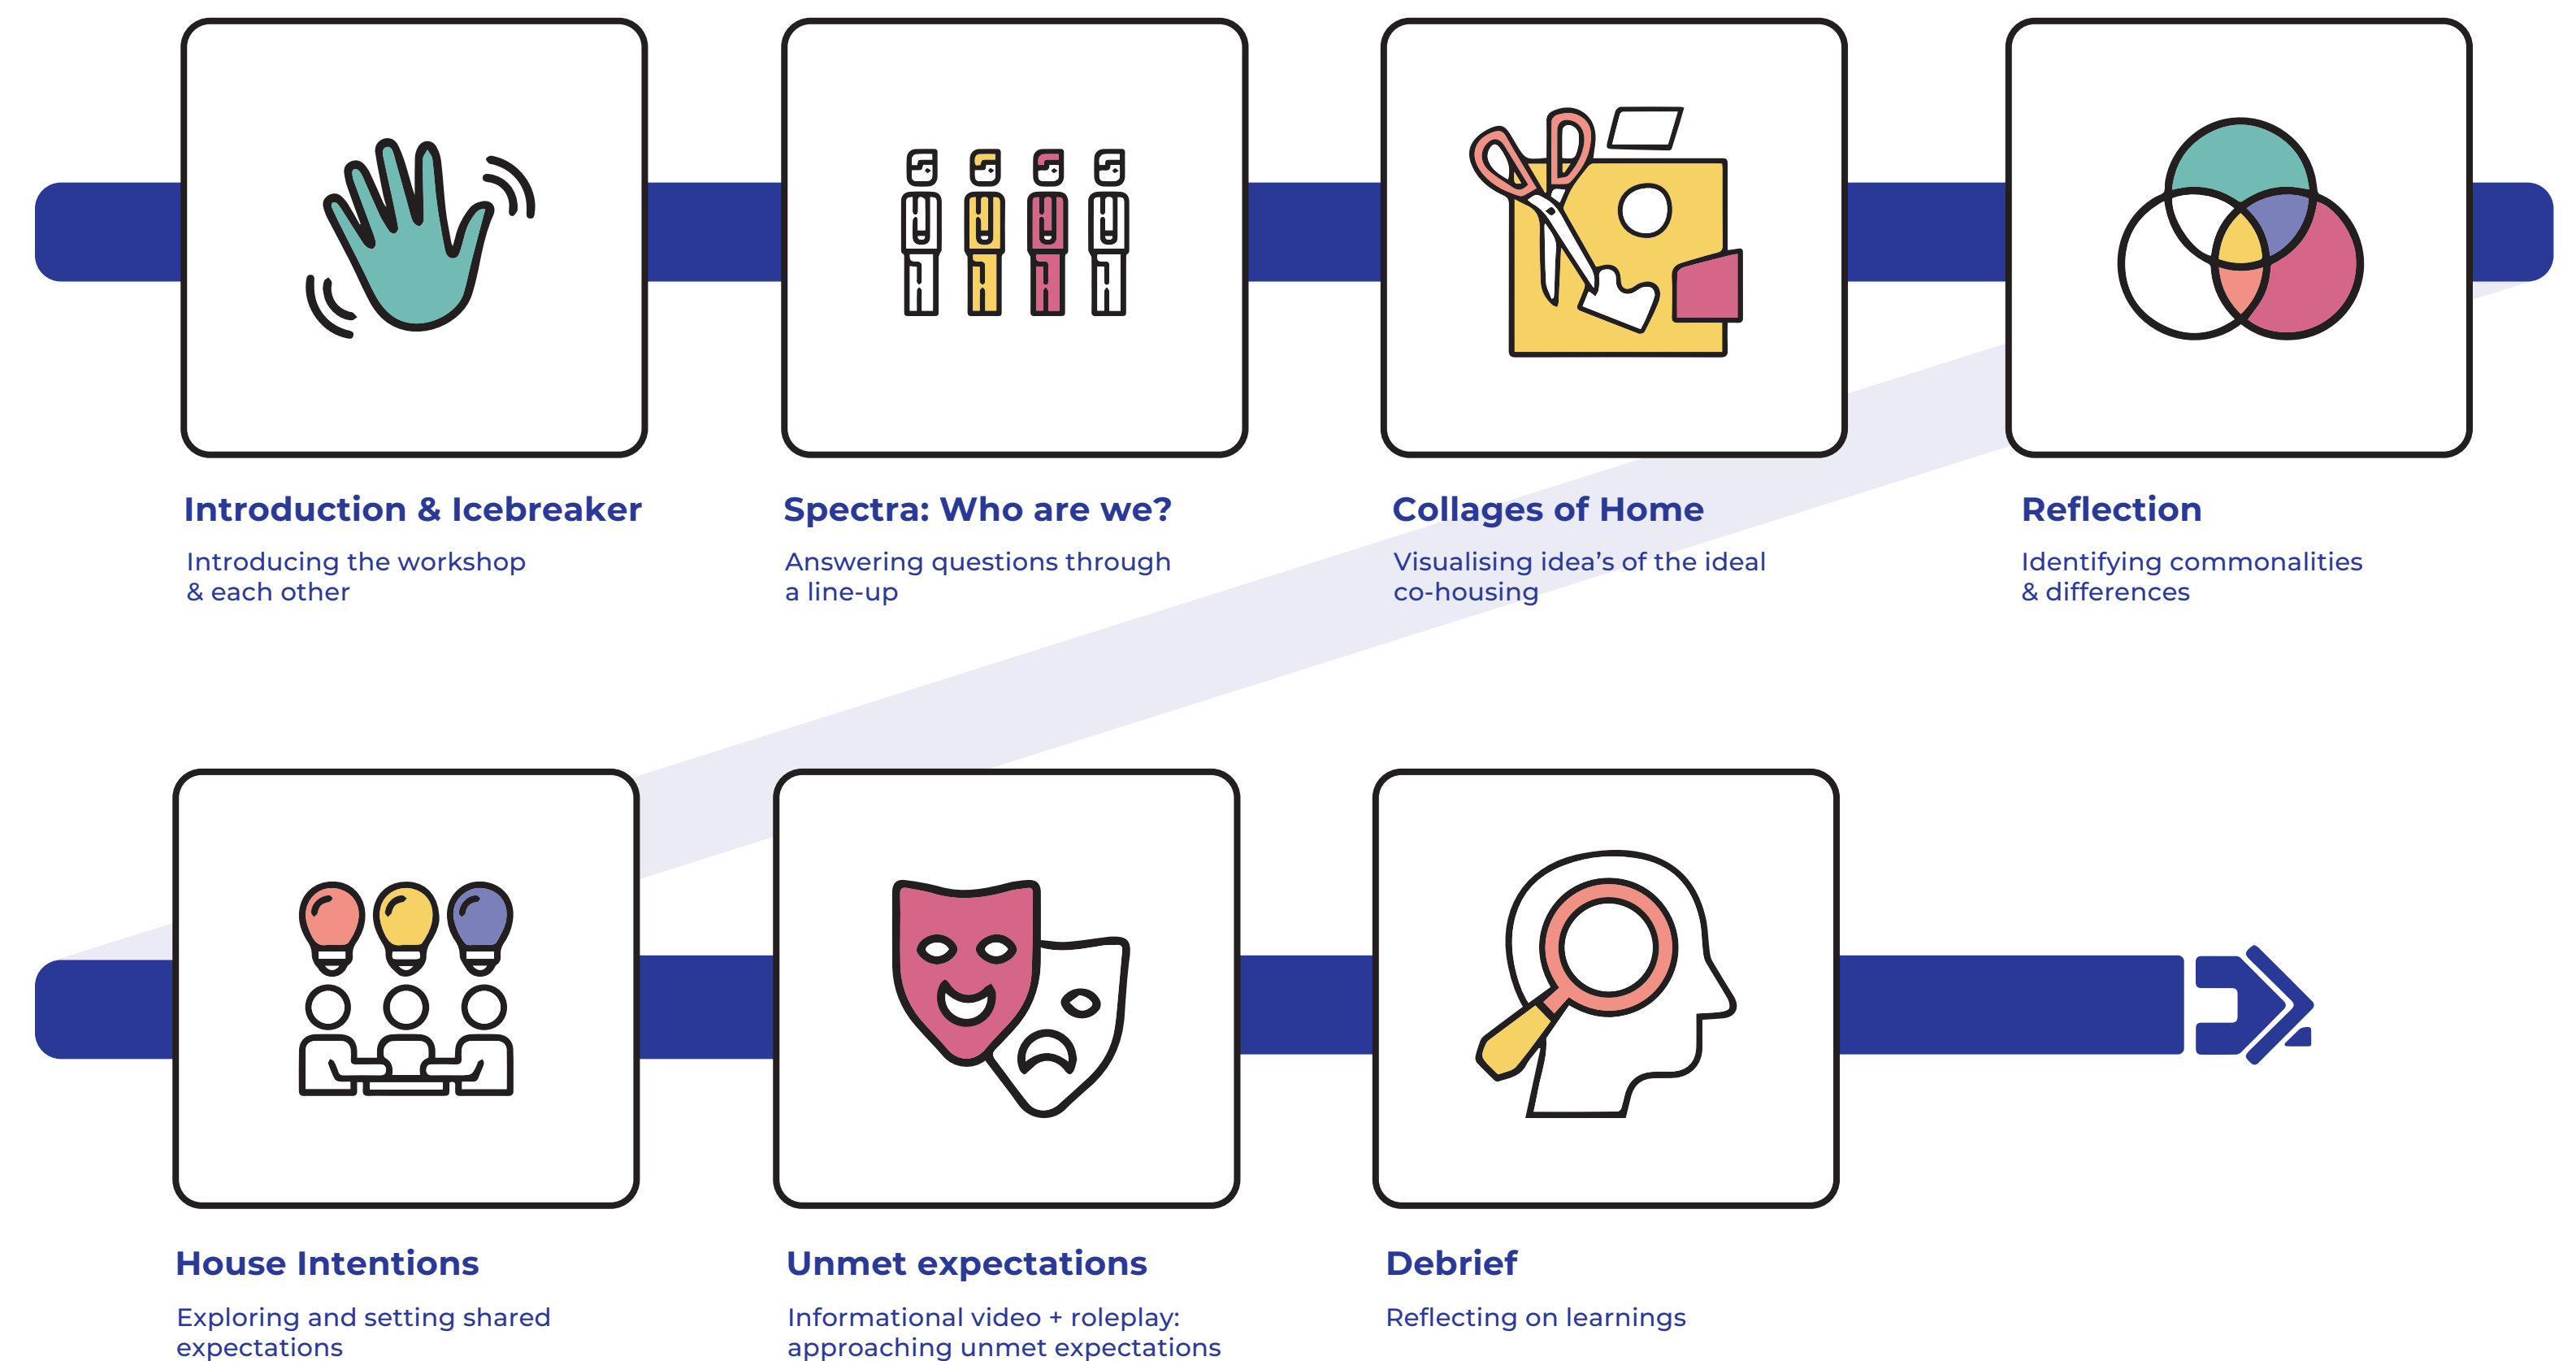 Introduction & Icebreaker
Introducing the workshop
& each other
Spectra: Who are we?
Answering questions through
a line-up
Collages of Home
Visualising idea’s of the ideal
co-housing
Reflection
Identifying commonalities
& differences
House Intentions
Exploring and setting shared
expectations
Unmet expectations
Informational video + roleplay:
approaching unmet expectations
Debrief
Reflecting on learnings